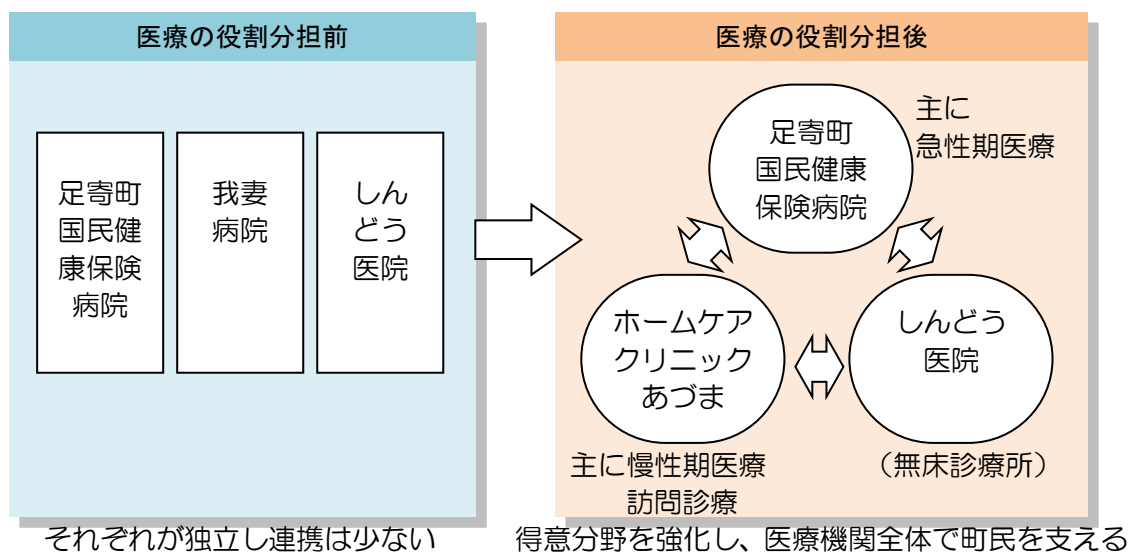 医療の役割分担前
足寄町
国民健
康保険
病院
我妻
病院
しん
どう
医院
それぞれが独立し連携は少ない
医療の役割分担後
足寄町
国民健康
保険病院
主に
急性期医療
ホームケア
クリニック
あづま
しんどう
医院
主に慢性期医療
訪問診療
（無床診療所）
得意分野を強化し、医療機関全体で町民を支える